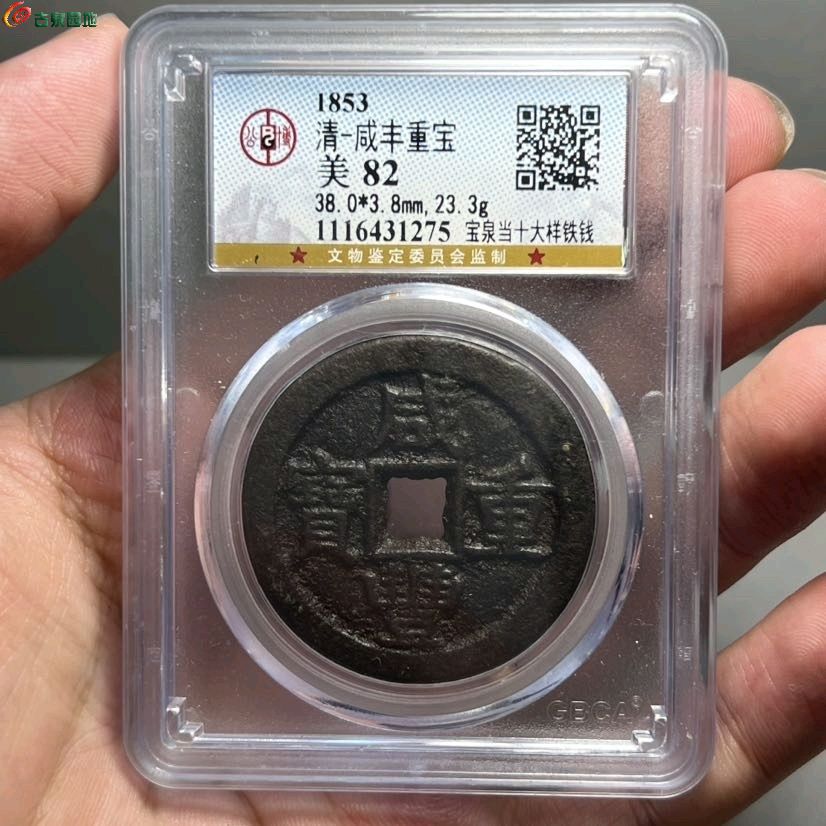 古泉园地
1853
清-咸丰重宝
美 82
38.0*3.8mm,23.3g
1116431275 宝泉当十大样铁钱
★ 文物鉴定委员会监制 ★
咸
寶 重
豐
GBCA